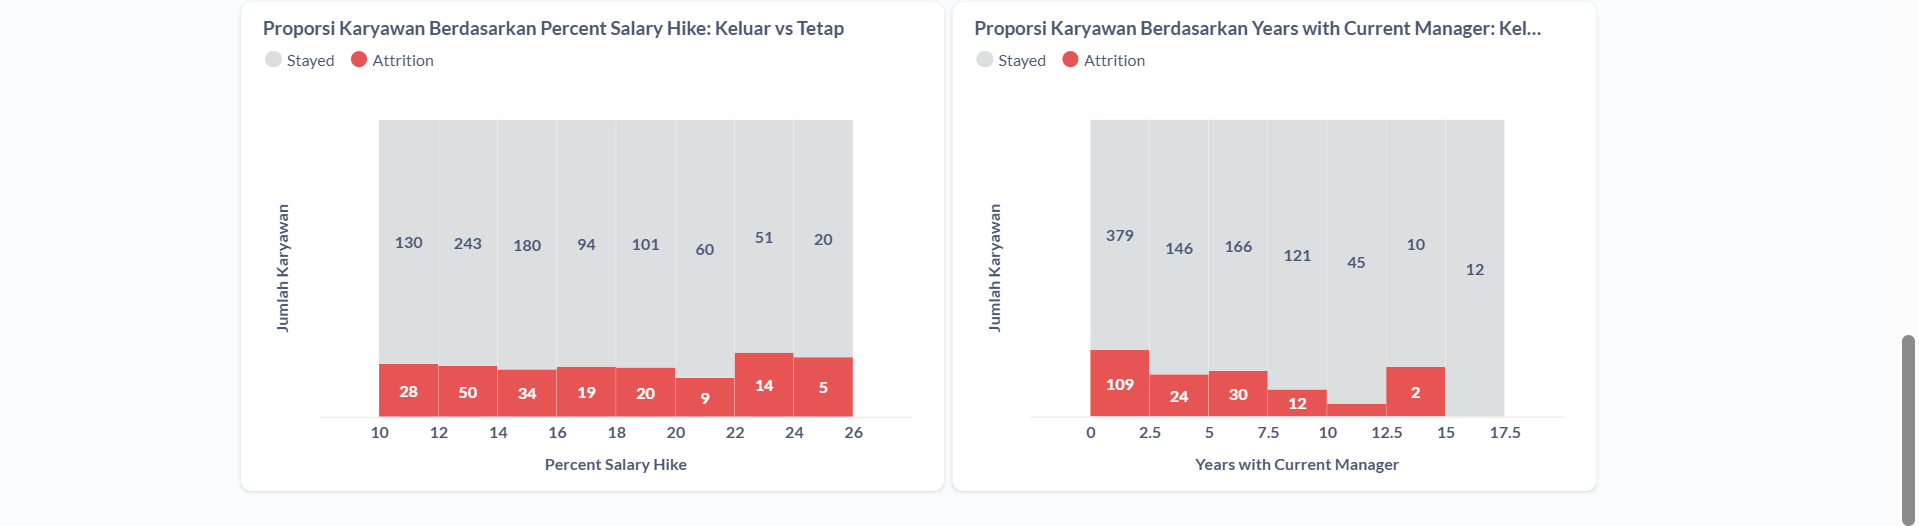 Proporsi Karyawan Berdasarkan Percent Salary Hike: Keluar vs Tetap
Stayed Attrition
Jumlah Karyawan
130 243 180 94 101 60 51 20
28 50 34 19 20 9 14 5
10 12 14 16 18 20 22 24 26
Percent Salary Hike
Proporsi Karyawan Berdasarkan Years with Current Manager: Kel...
Stayed Attrition
Jumlah Karyawan
379 146 166 121 45 10 12
109 24 30 12 2
0 2.5 5 7.5 10 12.5 15 17.5
Years with Current Manager